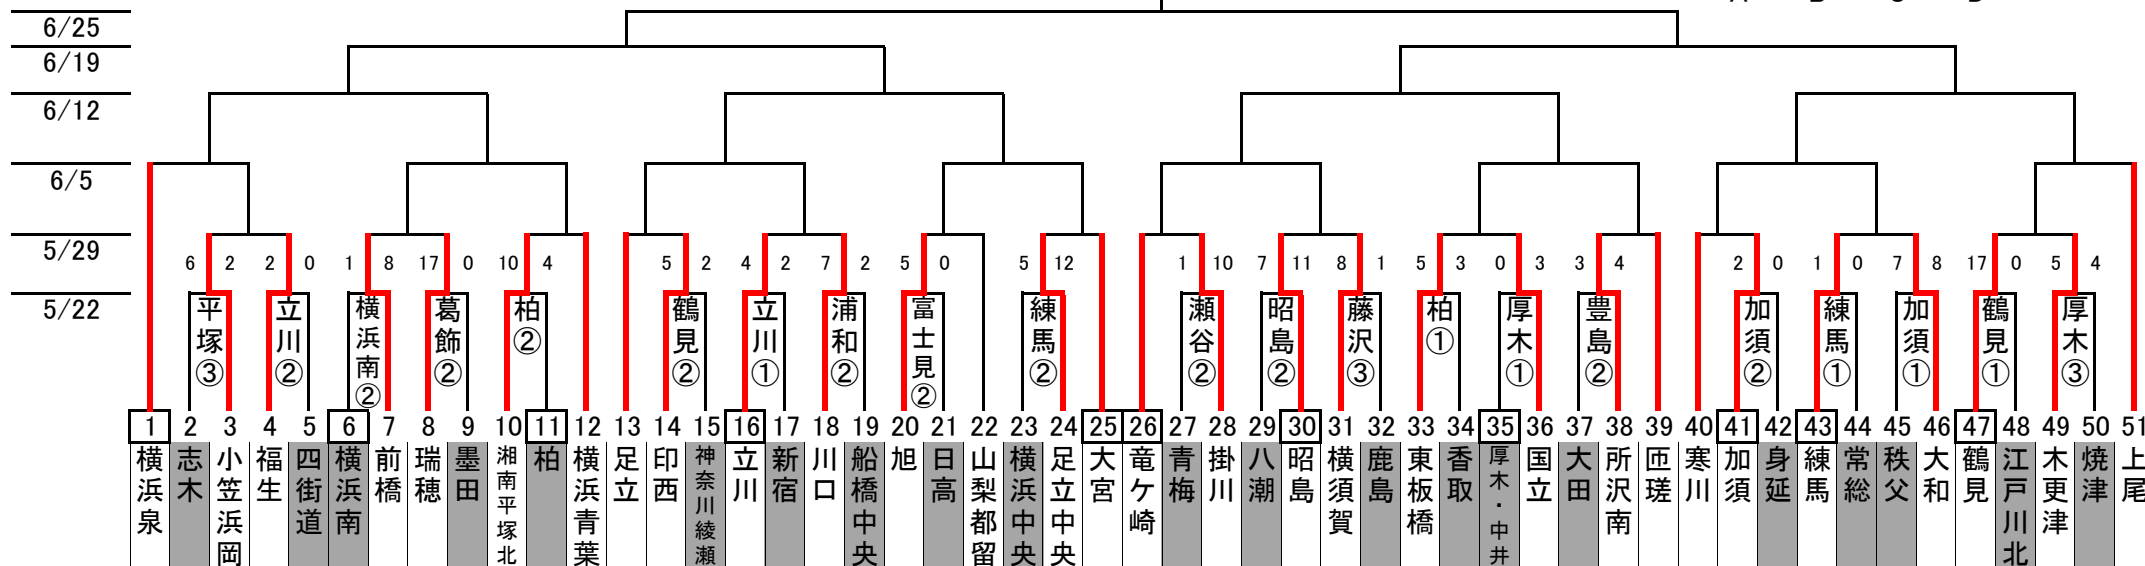 6/25
6/19
6/12
6/5
5/29
6 2 2 0 1 8 17 0 10 4 5 2 4 2 7 2 5 0 5 12 1 10 7 11 8 1 5 3 0 3 3 4 2 0 1 0 7 8 17 0 5 4
5/22
平塚③
立川②
横浜南②
葛飾②
柏②
鶴見②
立川①
浦和②
富士見②
練馬②
瀬谷②
昭島②
藤沢③
柏①
厚木①
豊島②
加須②
練馬①
加須①
鶴見①
厚木③
1 2 3 4 5 6 7 8 9 10 11 12 13 14 15 16 17 18 19 20 21 22 23 24 25 26 27 28 29 30 31 32 33 34 35 36 37 38 39 40 41 42 43 44 45 46 47 48 49 50 51
横浜泉
志木
小笠浜岡
福生
四街道
横浜南
前橋
瑞穂
墨田
湘南平塚北
柏
横浜青葉
足立
印西
神奈川綾瀬
立川
新宿
川口
船橋中央
旭
日高
山梨都留
横浜中央
足立中央
大宮
竜ケ崎
青梅
掛川
八潮
昭島
横須賀
鹿島
東板橋
香取
厚木・中井
国立
大田
所沢南
匝瑳
寒川
加須
身延
練馬
常総
秩父
大和
鶴見
江戸川北
木更津
焼津
上尾